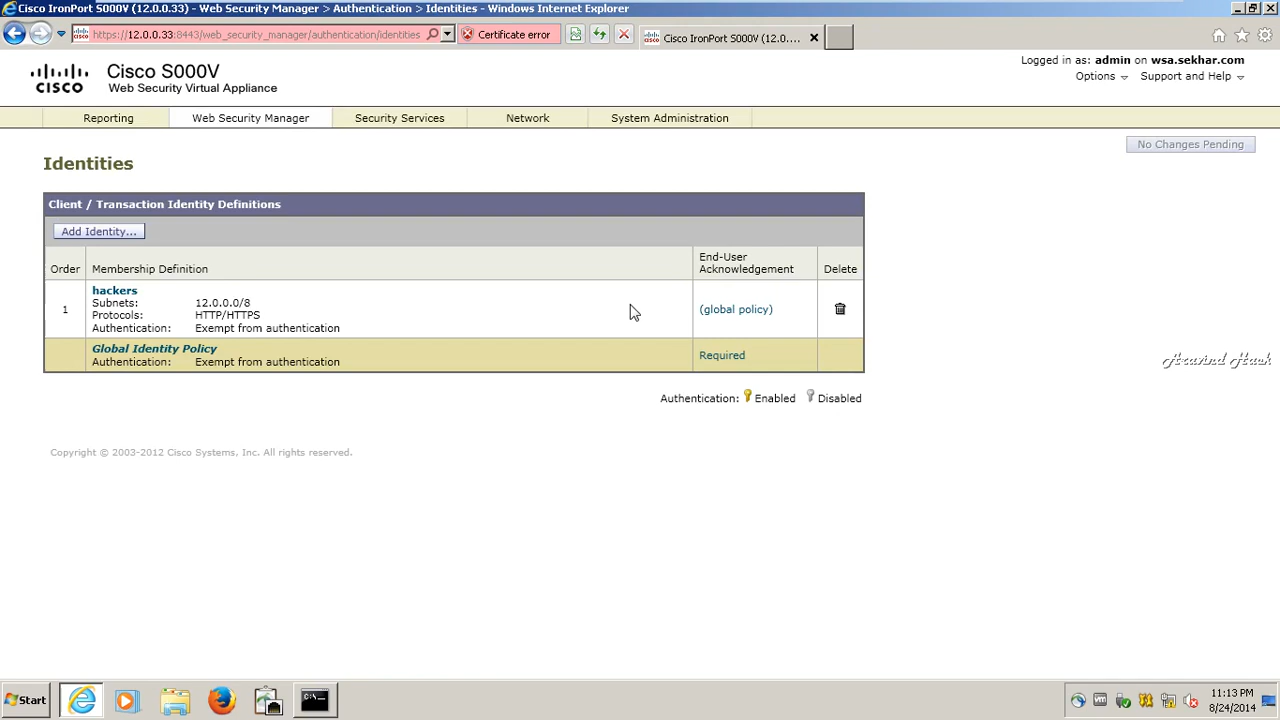 Cisco IronPort S000V (12.0.0.33) - Web Security Manager > Authentication > Identities - Windows Internet Explorer
https://12.0.0.33:8443/web_security_manager/authentication/identities
Certificate error
Cisco IronPort S000V (12.0....
CISCO
Cisco S000V
Web Security Virtual Appliance
Logged in as: admin on wsa.sekhar.com
Options
Support and Help
Reporting
Web Security Manager
Security Services
Network
System Administration
No Changes Pending
Identities
Client / Transaction Identity Definitions
Add Identity...
Order
Membership Definition
End-User
Acknowledgement
Delete
1
hackers
Subnets: 12.0.0.0/8
Protocols: HTTP/HTTPS
Authentication: Exempt from authentication
(global policy)
Global Identity Policy
Authentication: Exempt from authentication
Required
Aravind Hask
Authentication: Enabled Disabled
Copyright © 2003-2012 Cisco Systems, Inc. All rights reserved.
Start
C:\.
11:13 PM
8/24/2014